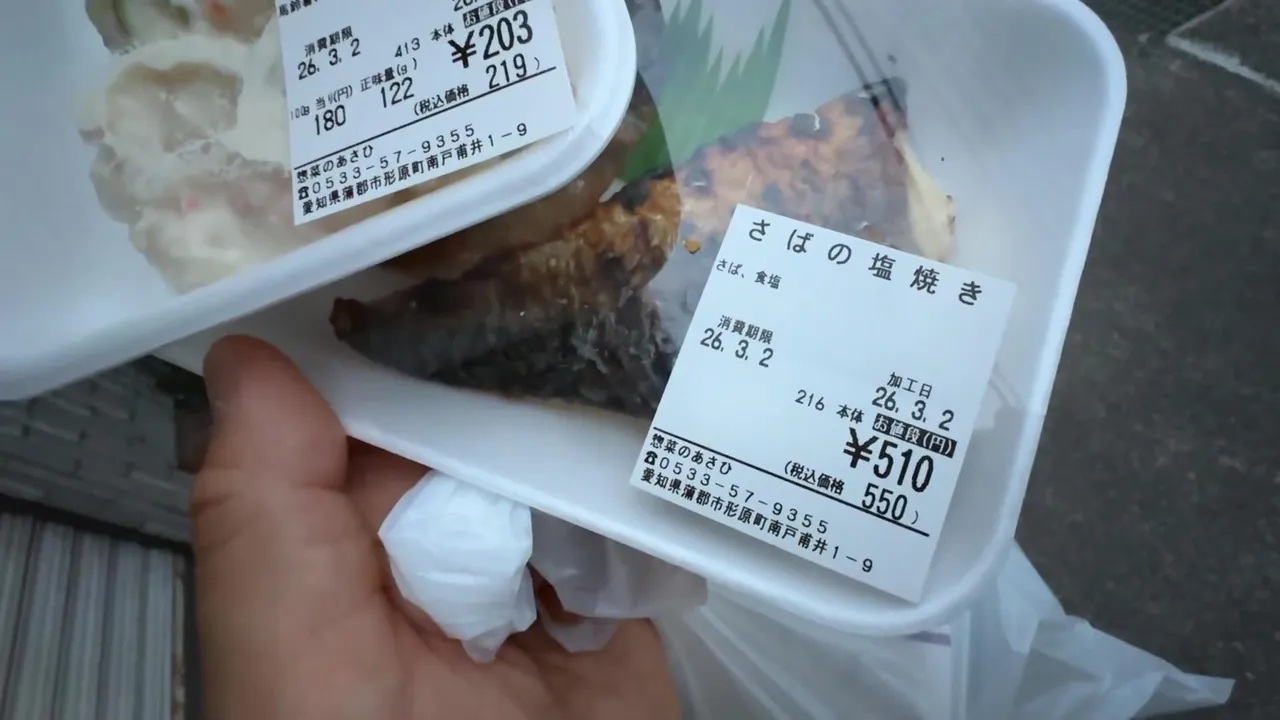 消費期限
26.3.2
413 本体 お値段(
¥203
100g 当り(円) 正味量(g)
180 122 (税込価格 219)
惣菜のあさひ
☎0533-57-9355
愛知県蒲郡市形原町南戸甫井1-9
さばの塩焼き
さば、食塩
消費期限
26.3.2
加工日
26.3.2
216 本体 お値段(円)
¥510
(税込価格 550)
惣菜のあさひ
☎0533-57-9355
愛知県蒲郡市形原町南戸甫井1-9